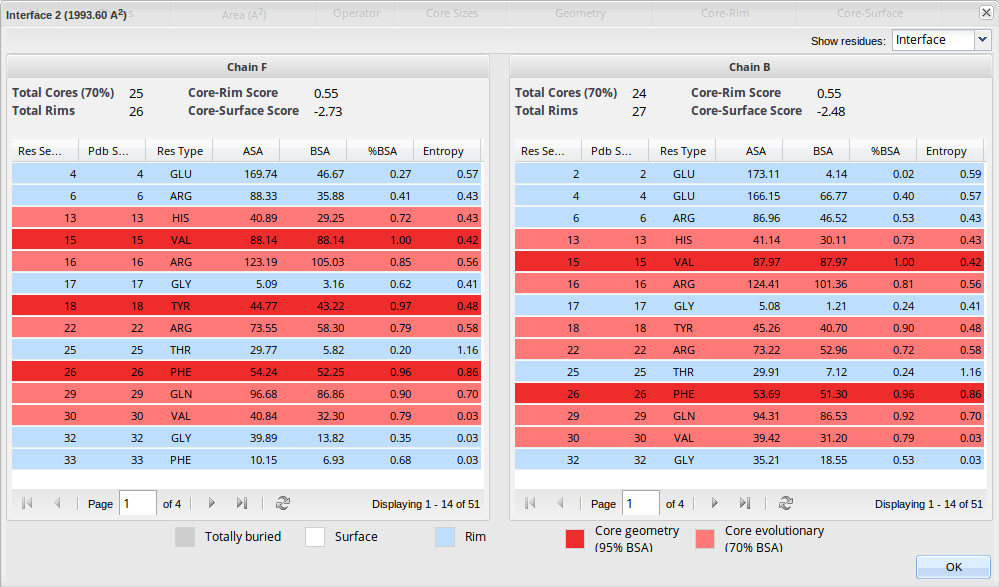 Area (A²) Operator Core Sizes Geometry Core-Rim Core-Surface
Interface 2 (1993.60 A²)
Show residues: Interface
Chain F
Total Cores (70%) 25 Core-Rim Score 0.55
Total Rims 26 Core-Surface Score -2.73
Res Se... Pdb S... Res Type ASA BSA %BSA Entropy
4 4 GLU 169.74 46.67 0.27 0.57
6 6 ARG 88.33 35.88 0.41 0.43
13 13 HIS 40.89 29.25 0.72 0.43
15 15 VAL 88.14 88.14 1.00 0.42
16 16 ARG 123.19 105.03 0.85 0.56
17 17 GLY 5.09 3.16 0.62 0.41
18 18 TYR 44.77 43.22 0.97 0.48
22 22 ARG 73.55 58.30 0.79 0.58
25 25 THR 29.77 5.82 0.20 1.16
26 26 PHE 54.24 52.25 0.96 0.86
29 29 GLN 96.68 86.86 0.90 0.70
30 30 VAL 40.84 32.30 0.79 0.03
32 32 GLY 39.89 13.82 0.35 0.03
33 33 PHE 10.15 6.93 0.68 0.03
Page 1 of 4 Displaying 1 - 14 of 51
Chain B
Total Cores (70%) 24 Core-Rim Score 0.55
Total Rims 27 Core-Surface Score -2.48
Res Se... Pdb S... Res Type ASA BSA %BSA Entropy
2 2 GLU 173.11 4.14 0.02 0.59
4 4 GLU 166.15 66.77 0.40 0.57
6 6 ARG 86.96 46.52 0.53 0.43
13 13 HIS 41.14 30.11 0.73 0.43
15 15 VAL 87.97 87.97 1.00 0.42
16 16 ARG 124.41 101.36 0.81 0.56
17 17 GLY 5.08 1.21 0.24 0.41
18 18 TYR 45.26 40.70 0.90 0.48
22 22 ARG 73.22 52.96 0.72 0.58
25 25 THR 29.91 7.12 0.24 1.16
26 26 PHE 53.69 51.30 0.96 0.86
29 29 GLN 94.31 86.53 0.92 0.70
30 30 VAL 39.42 31.20 0.79 0.03
32 32 GLY 35.21 18.55 0.53 0.03
Page 1 of 4 Displaying 1 - 14 of 51
Totally buried Surface Rim
Core geometry
(95% BSA)
Core evolutionary
(70% BSA)
OK